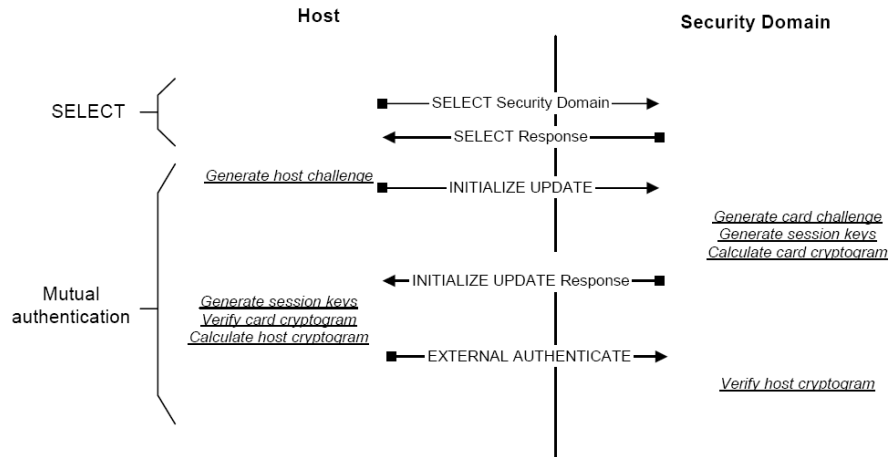 Host
Security Domain
SELECT
SELECT Security Domain
SELECT Response
Generate host challenge
INITIALIZE UPDATE
Generate card challenge
Generate session keys
Calculate card cryptogram
INITIALIZE UPDATE Response
Mutual
authentication
Generate session keys
Verify card cryptogram
Calculate host cryptogram
EXTERNAL AUTHENTICATE
Verify host cryptogram